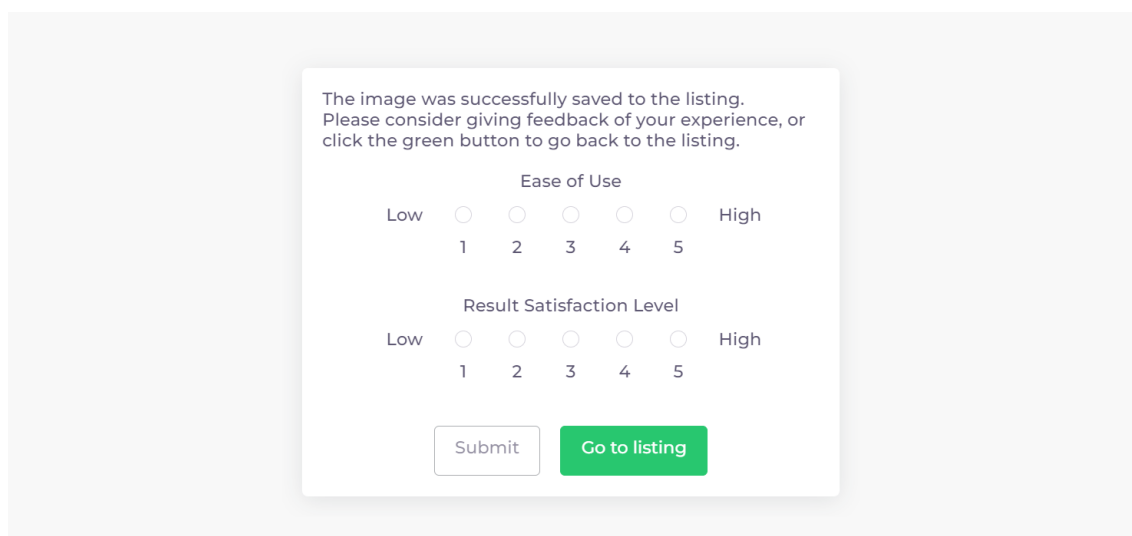 The image was successfully saved to the listing.
Please consider giving feedback of your experience, or
click the green button to go back to the listing.
Ease of Use
Low High
1 2 3 4 5
Result Satisfaction Level
Low High
1 2 3 4 5
Submit Go to listing